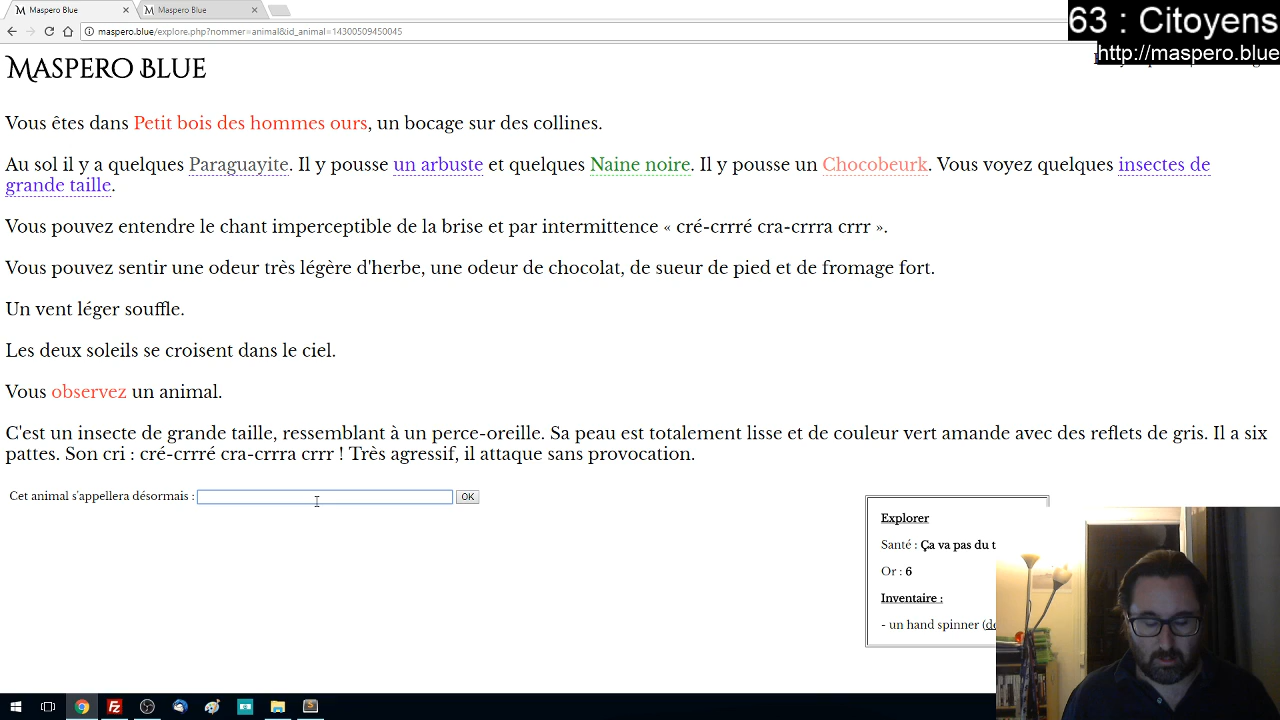 Maspero Blue
Maspero Blue
maspero.blue/explore.php?nommer=animal&id_animal=14300509450045
63 : Citoyens
http://maspero.blue
MASPERO BLUE
Vous êtes dans Petit bois des hommes ours, un bocage sur des collines.
Au sol il y a quelques Paraguayite. Il y pousse un arbuste et quelques Naine noire. Il y pousse un Chocobeurk. Vous voyez quelques insectes de
grande taille.
Vous pouvez entendre le chant imperceptible de la brise et par intermittence « cré-crrré cra-crrra crrr ».
Vous pouvez sentir une odeur très légère d'herbe, une odeur de chocolat, de sueur de pied et de fromage fort.
Un vent léger souffle.
Les deux soleils se croisent dans le ciel.
Vous observez un animal.
C'est un insecte de grande taille, ressemblant à un perce-oreille. Sa peau est totalement lisse et de couleur vert amande avec des reflets de gris. Il a six
pattes. Son cri : cré-crrré cra-crrra crrr ! Très agressif, il attaque sans provocation.
Cet animal s'appellera désormais : OK
Explorer
Santé : Ça va pas du t
Or : 6
Inventaire :
- un hand spinner (de